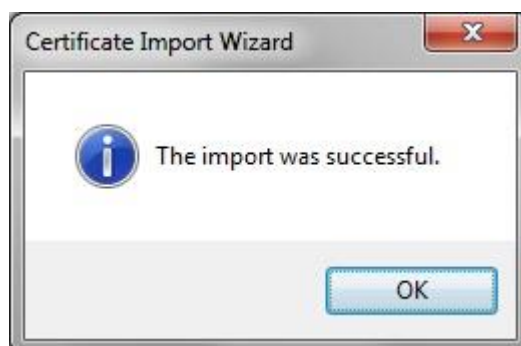 Certificate Import Wizard
The import was successful.
OK